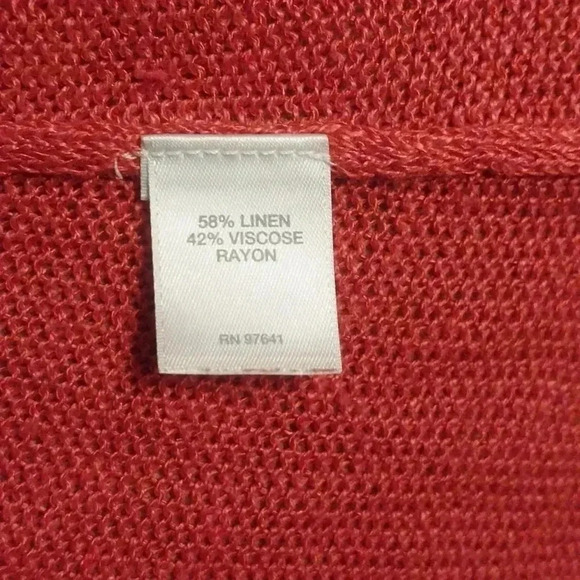 58% LINEN
42% VISCOSE
RAYON
RN 97641